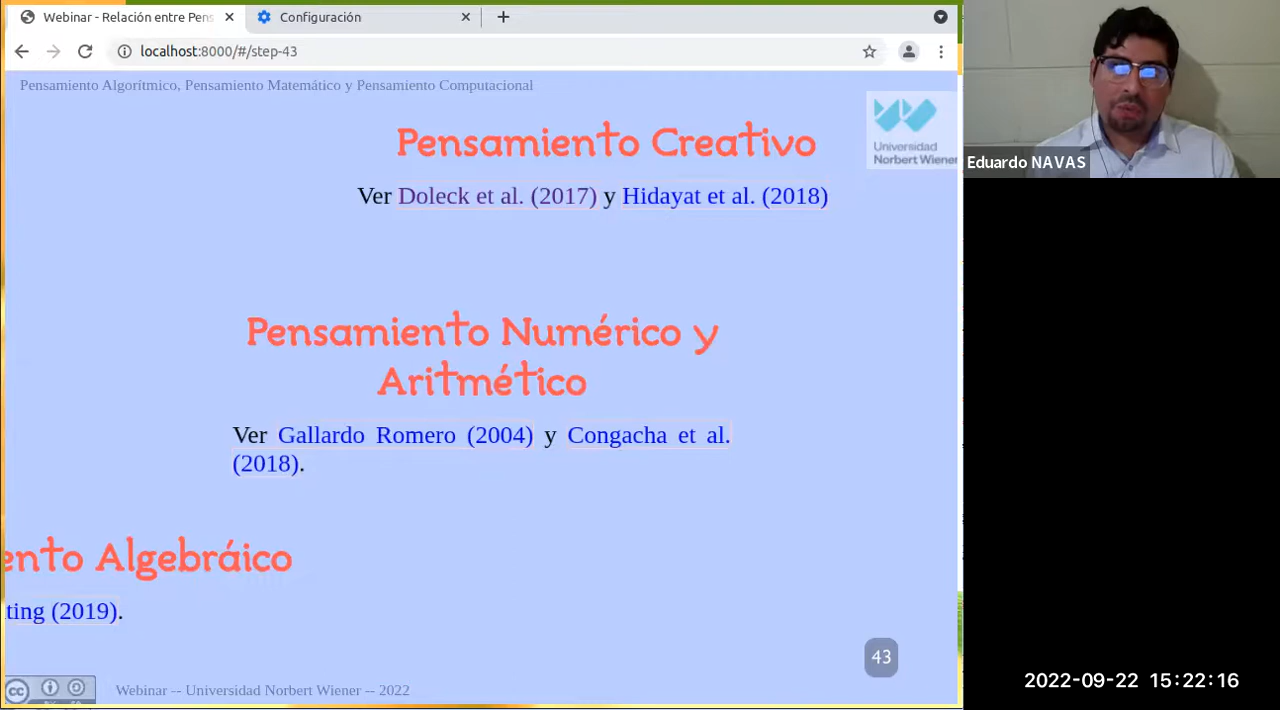 Webinar - Relación entre Pens
Configuración
localhost:8000/#/step-43
Pensamiento Algorítmico, Pensamiento Matemático y Pensamiento Computacional
Pensamiento Creativo
Universidad
Norbert Wiener
Ver Doleck et al. (2017) y Hidayat et al. (2018)
Eduardo NAVAS
Pensamiento Numérico y
Aritmético
Ver Gallardo Romero (2004) y Congacha et al.
(2018).
ento Algebráico
ting (2019).
43
cc
Webinar -- Universidad Norbert Wiener -- 2022
2022-09-22 15:22:16